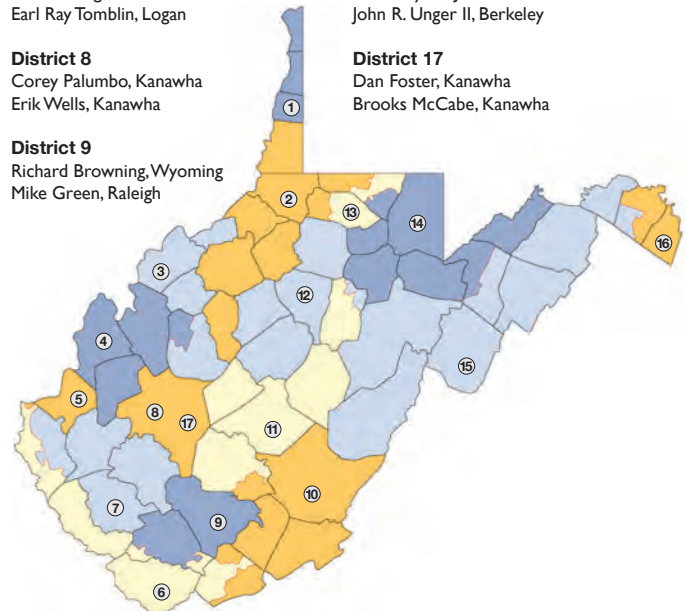 Earl Ray Tomblin, Logan
District 8
Corey Palumbo, Kanawha
Erik Wells, Kanawha
District 9
Richard Browning, Wyoming
Mike Green, Raleigh
John R. Unger II, Berkeley
District 17
Dan Foster, Kanawha
Brooks McCabe, Kanawha
1
2
13
14
16
3
12
4
15
5
8
17
11
10
7
9
6